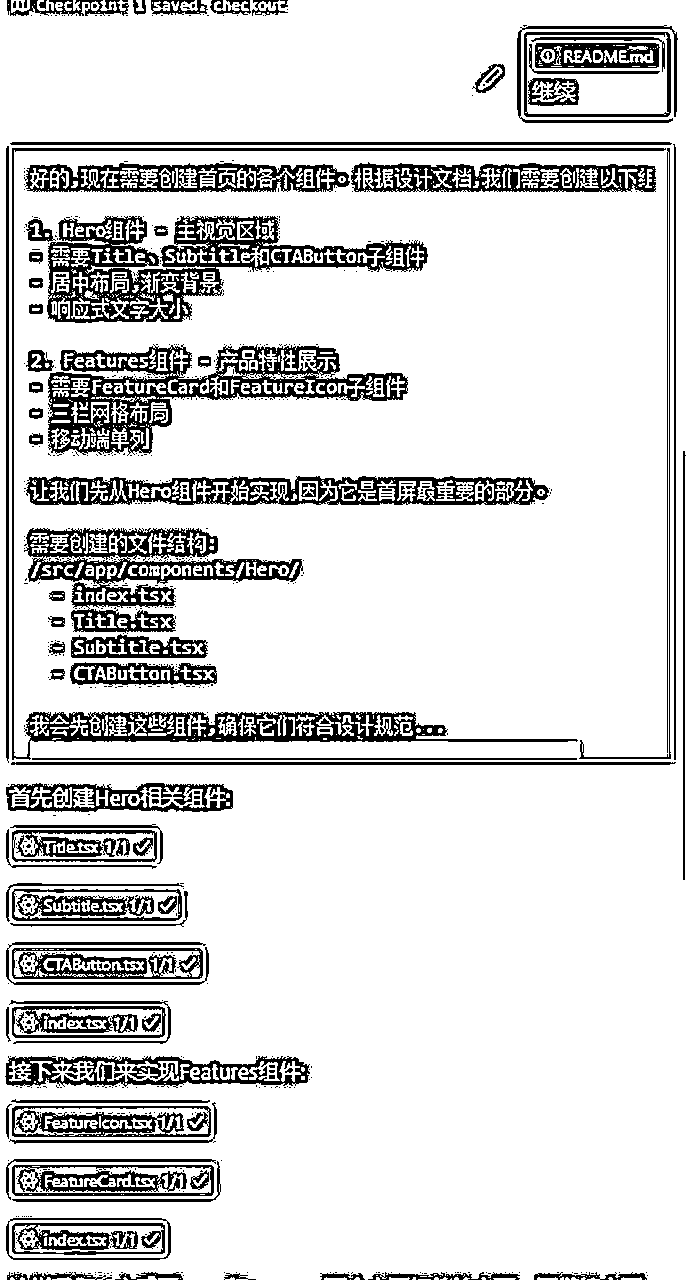 Checkpoint 1 saved. checkout
README.md
继续
好的,现在需要创建首页的各个组件。根据设计文档,我们需要创建以下组
1. Hero组件 - 主视觉区域
- 需要Title、Subtitle和CTAButton子组件
- 居中布局,渐变背景
- 响应式文字大小
2. Features组件 - 产品特性展示
- 需要FeatureCard和FeatureIcon子组件
- 三栏网格布局
- 移动端单列
让我们先从Hero组件开始实现,因为它是首屏最重要的部分。
需要创建的文件结构:
/src/app/components/Hero/
- index.tsx
- Title.tsx
- Subtitle.tsx
- CTAButton.tsx
我会先创建这些组件,确保它们符合设计规范...
首先创建Hero相关组件:
Title.tsx 1/1
Subtitle.tsx 1/1
CTAButton.tsx 1/1
index.tsx 1/1
接下来我们来实现Features组件:
FeatureIcon.tsx 1/1
FeatureCard.tsx 1/1
index.tsx 1/1